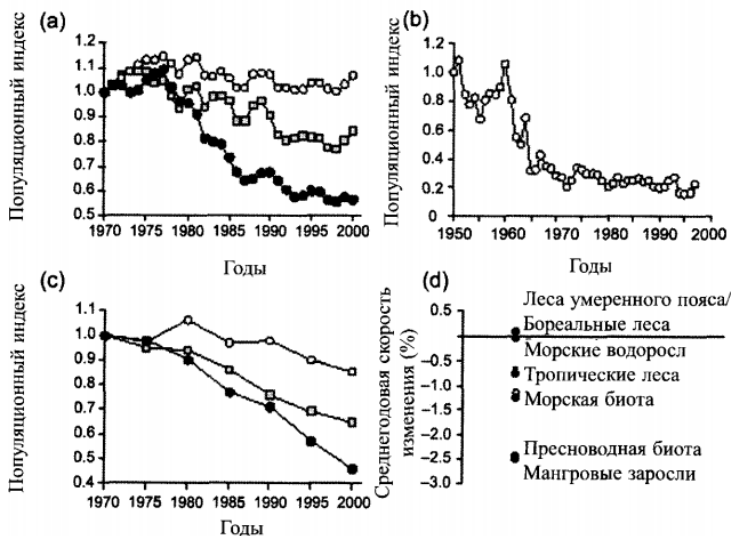 (a)
Популяционный индекс
1.2
1.1
1.0
0.9
0.8
0.7
0.6
0.5
1970 1975 1980 1985 1990 1995 2000
Годы
(b)
Популяционный индекс
1.2
1.0
0.8
0.6
0.4
0.2
0
1950 1960 1970 1980 1990 2000
Годы
(c)
Популяционный индекс
1.1
1.0
0.9
0.8
0.7
0.6
0.5
0.4
1970 1975 1980 1985 1990 1995 2000
Годы
(d)
Среднегодовая скорость
изменения (%)
0.5
−0.5
−1.0
−1.5
−2.0
−2.5
−3.0
Леса умеренного пояса/
Бореальные леса
Морские водоросл
Тропические леса
Морская биота
Пресноводная биота
Мангровые заросли